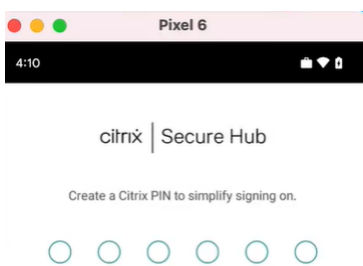 Pixel 6
4:10
citrix | Secure Hub
Create a Citrix PIN to simplify signing on.